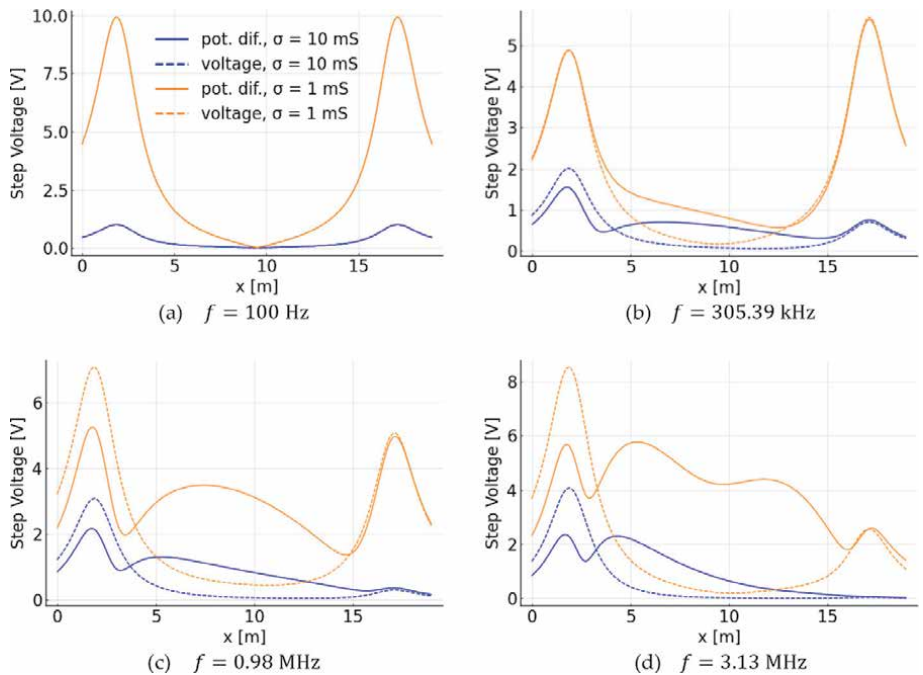 10.0
7.5
5.0
2.5
0.0
Step Voltage [V]
pot. dif., σ = 10 mS
voltage, σ = 10 mS
pot. dif., σ = 1 mS
voltage, σ = 1 mS
0 5 10 15
x [m]
(a) f = 100 Hz
5
4
3
2
1
0
Step Voltage [V]
0 5 10 15
x [m]
(b) f = 305.39 kHz
6
4
2
0
Step Voltage [V]
0 5 10 15
x [m]
(c) f = 0.98 MHz
8
6
4
2
0
Step Voltage [V]
0 5 10 15
x [m]
(d) f = 3.13 MHz